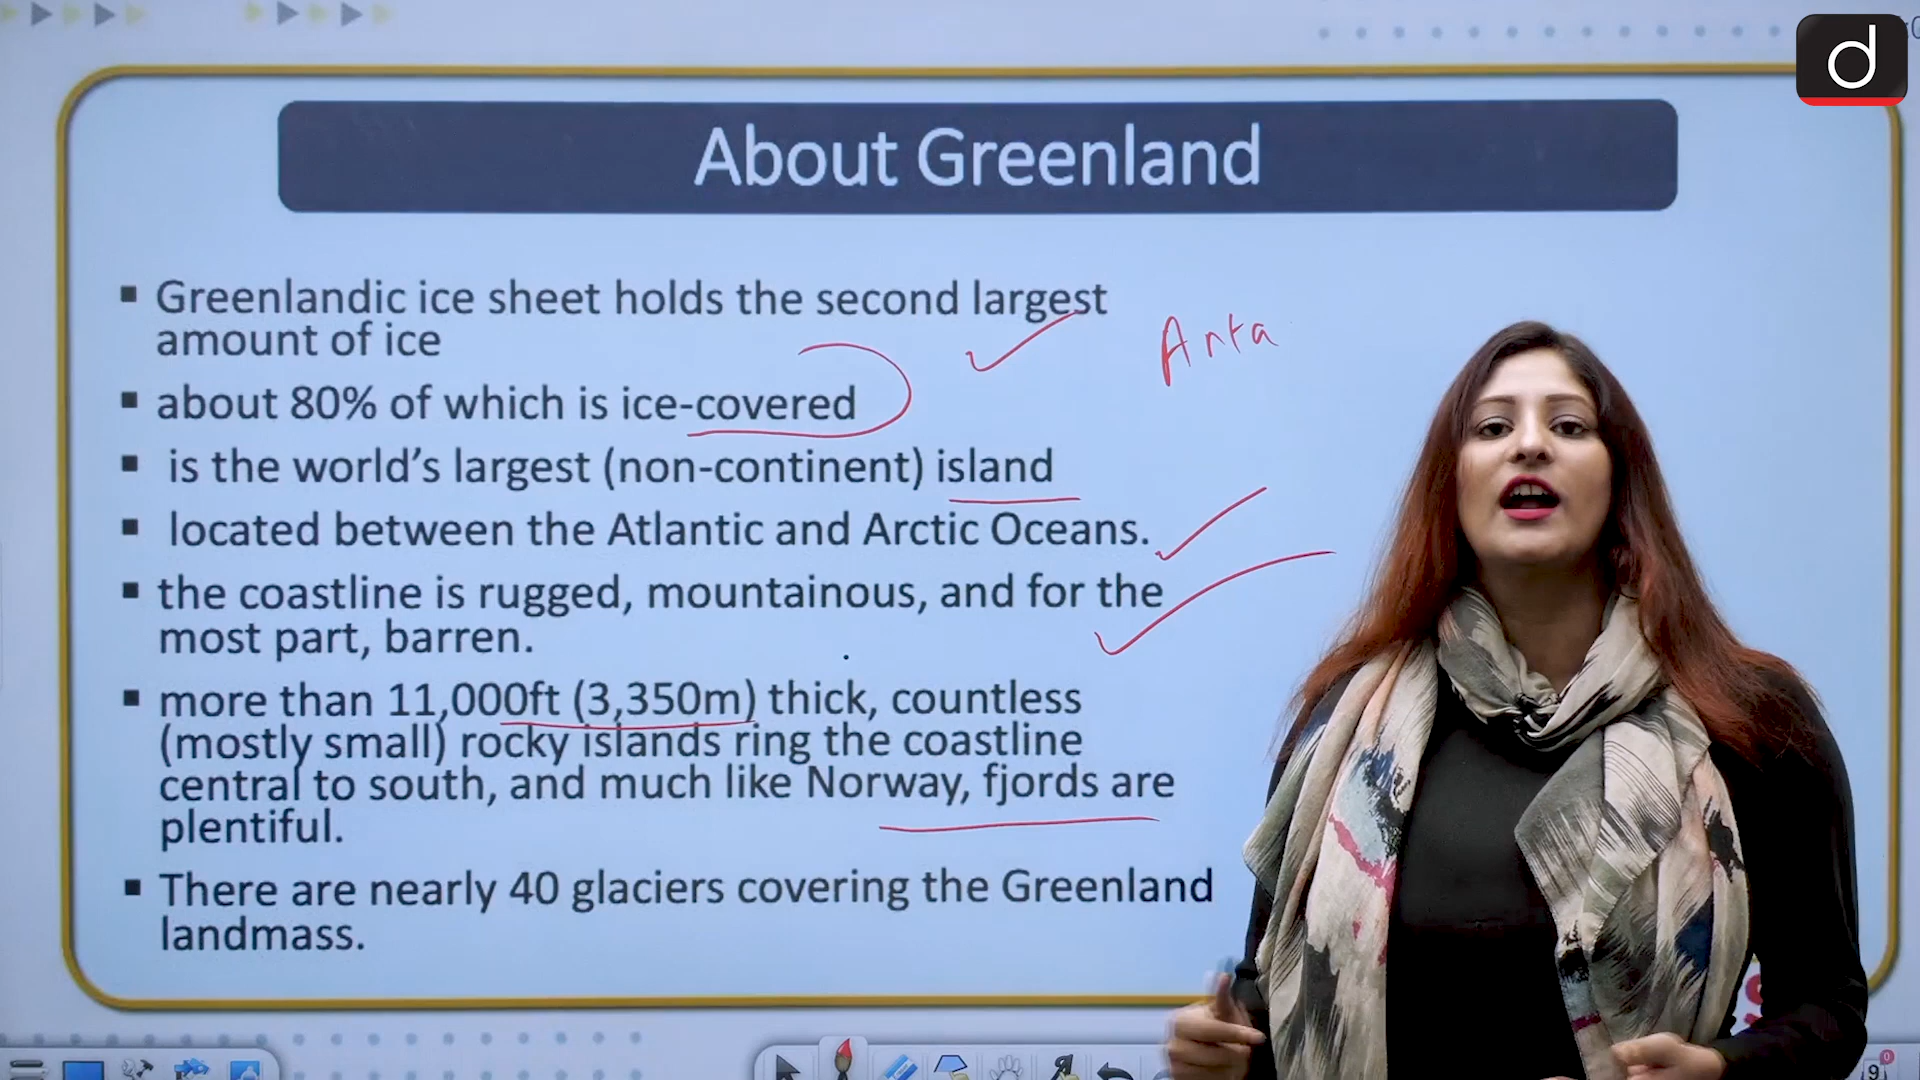 d
About Greenland
Greenlandic ice sheet holds the second largest
amount of ice
Anta
about 80% of which is ice-covered
is the world's largest (non-continent) island
located between the Atlantic and Arctic Oceans.
the coastline is rugged, mountainous, and for the
most part, barren.
more than 11,000ft (3,350m) thick, countless
(mostly small) rocky islands ring the coastline
central to south, and much like Norway, fjords are
plentiful.
There are nearly 40 glaciers covering the Greenland
landmass.